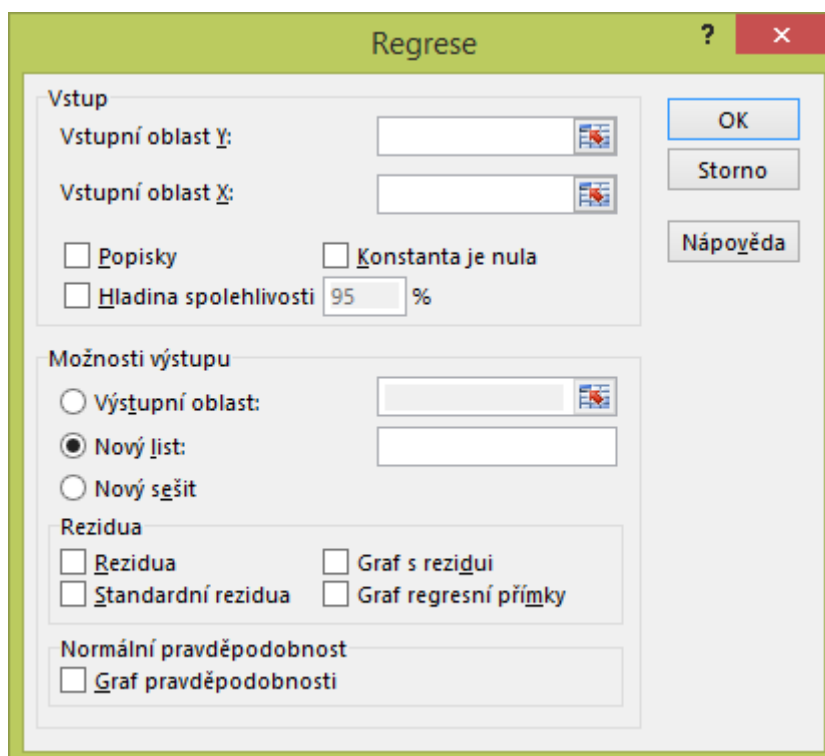 Regrese
?
Vstup
Vstupní oblast Y:
Vstupní oblast X:
Popisky
Konstanta je nula
Hladina spolehlivosti 95 %
OK
Storno
Nápověda
Možnosti výstupu
Výstupní oblast:
Nový list:
Nový sešit
Rezidua
Rezidua
Graf s rezidui
Standardní rezidua
Graf regresní přímky
Normální pravděpodobnost
Graf pravděpodobnosti